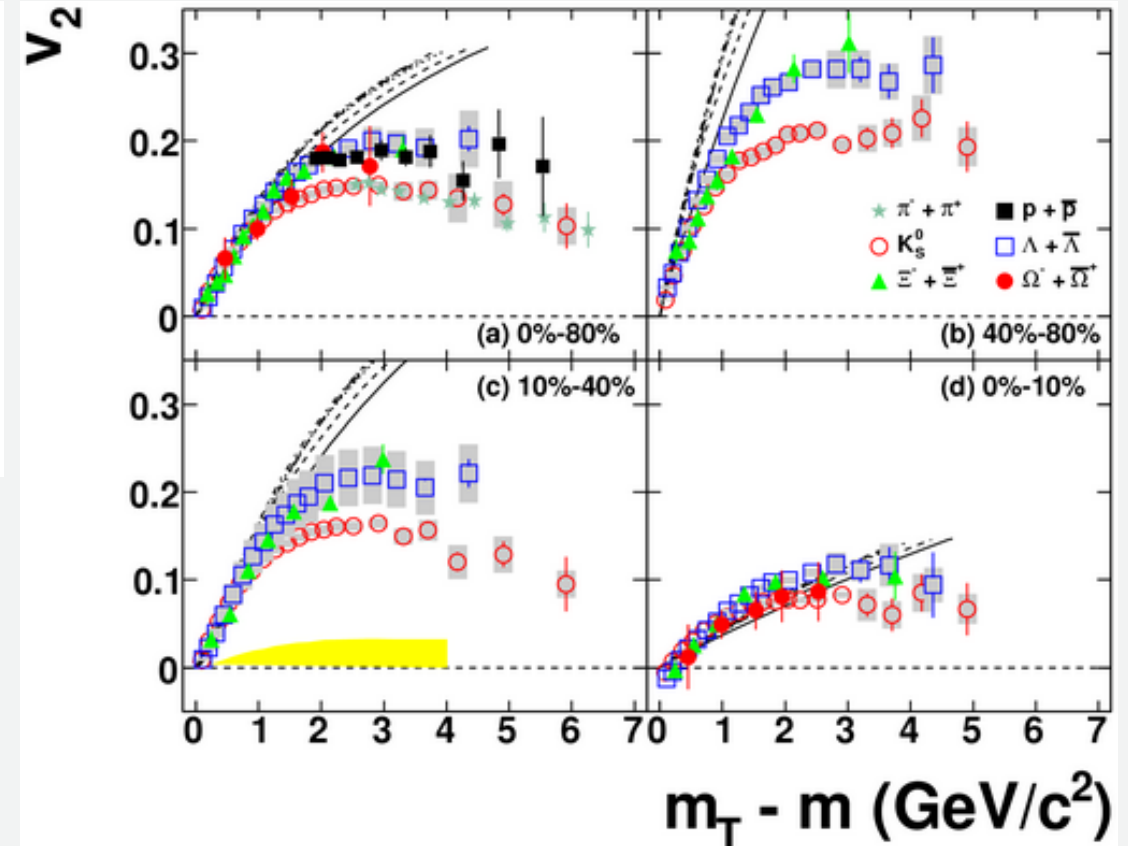 v₂
0.3
0.2
0.1
0
(a) 0%-80%
π⁻ + π⁺
p + p̅
K⁰S
Λ + Λ̅
Ξ⁻ + Ξ̅⁺
Ω⁻ + Ω̅⁺
(b) 40%-80%
(c) 10%-40%
(d) 0%-10%
0.3
0.2
0.1
0
0 1 2 3 4 5 6 7 0 1 2 3 4 5 6 7
mT - m (GeV/c²)